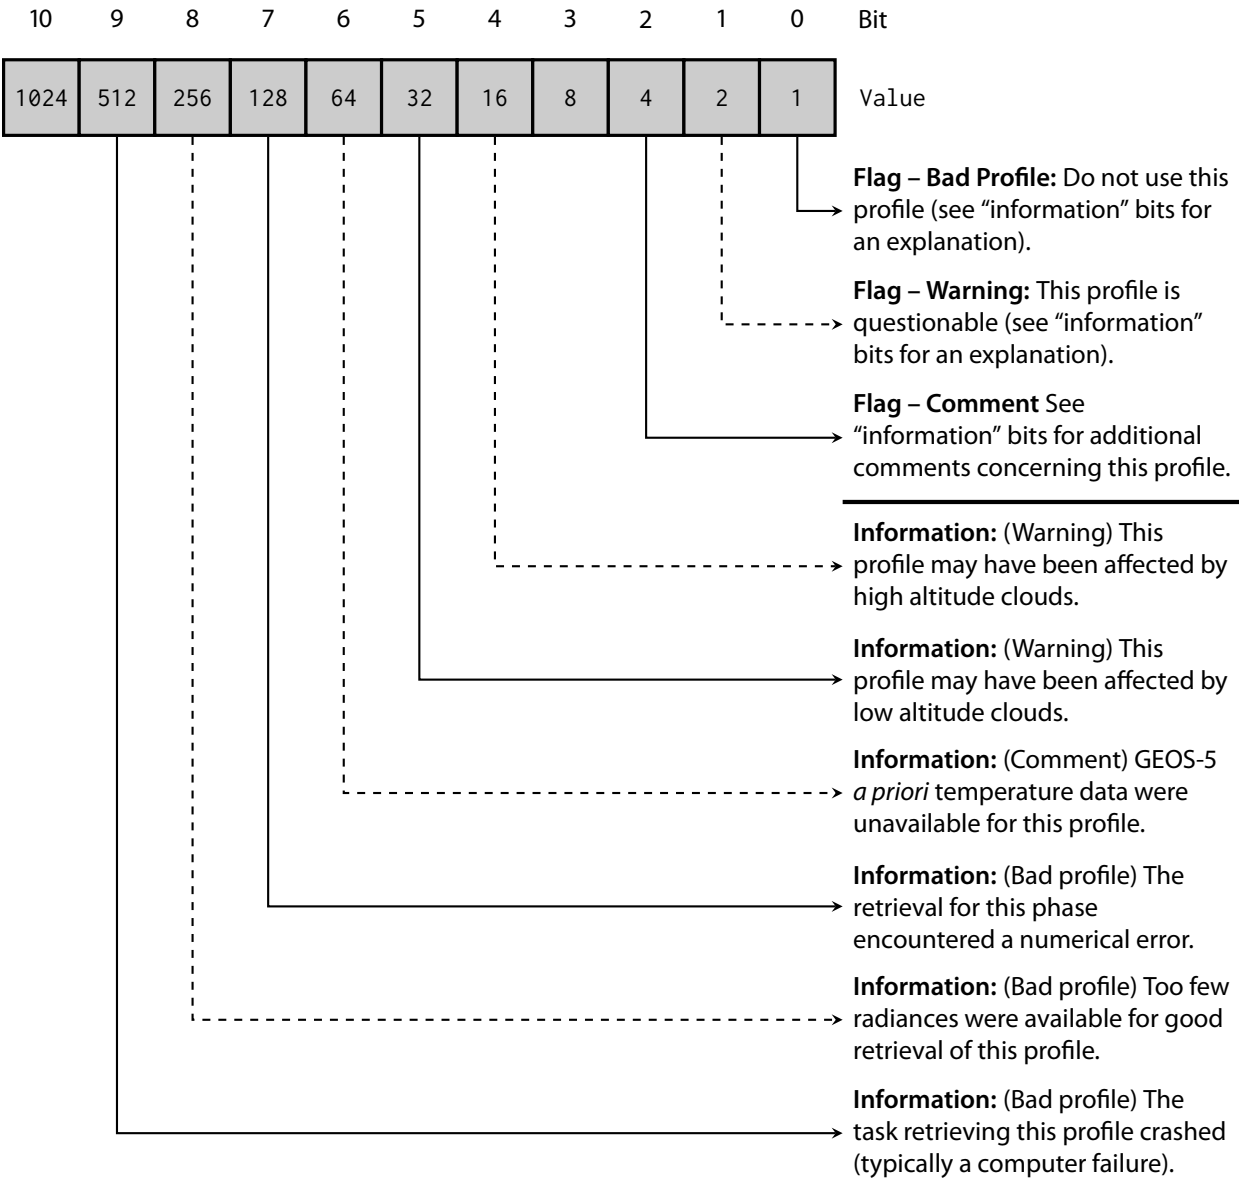 10 9 8 7 6 5 4 3 2 1 0 Bit
1024 512 256 128 64 32 16 8 4 2 1 Value
Flag – Bad Profile: Do not use this
profile (see “information” bits for
an explanation).
Flag – Warning: This profile is
questionable (see “information”
bits for an explanation).
Flag – Comment See
“information” bits for additional
comments concerning this profile.
Information: (Warning) This
profile may have been affected by
high altitude clouds.
Information: (Warning) This
profile may have been affected by
low altitude clouds.
Information: (Comment) GEOS-5
a priori temperature data were
unavailable for this profile.
Information: (Bad profile) The
retrieval for this phase
encountered a numerical error.
Information: (Bad profile) Too few
radiances were available for good
retrieval of this profile.
Information: (Bad profile) The
task retrieving this profile crashed
(typically a computer failure).